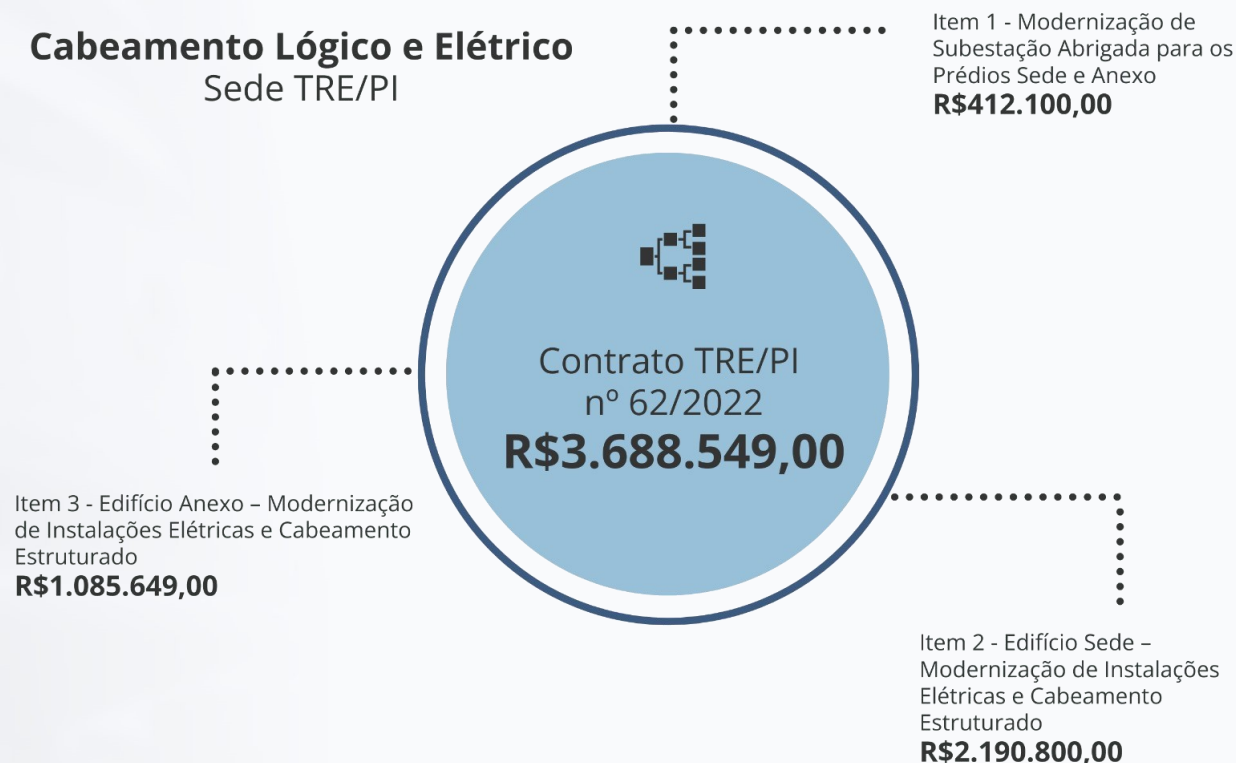 Cabeamento Lógico e Elétrico
Sede TRE/PI
Item 1 - Modernização de
Subestação Abrigada para os
Prédios Sede e Anexo
R$412.100,00
Contrato TRE/PI
nº 62/2022
R$3.688.549,00
Item 3 - Edifício Anexo – Modernização
de Instalações Elétricas e Cabeamento
Estruturado
R$1.085.649,00
Item 2 - Edifício Sede –
Modernização de Instalações
Elétricas e Cabeamento
Estruturado
R$2.190.800,00